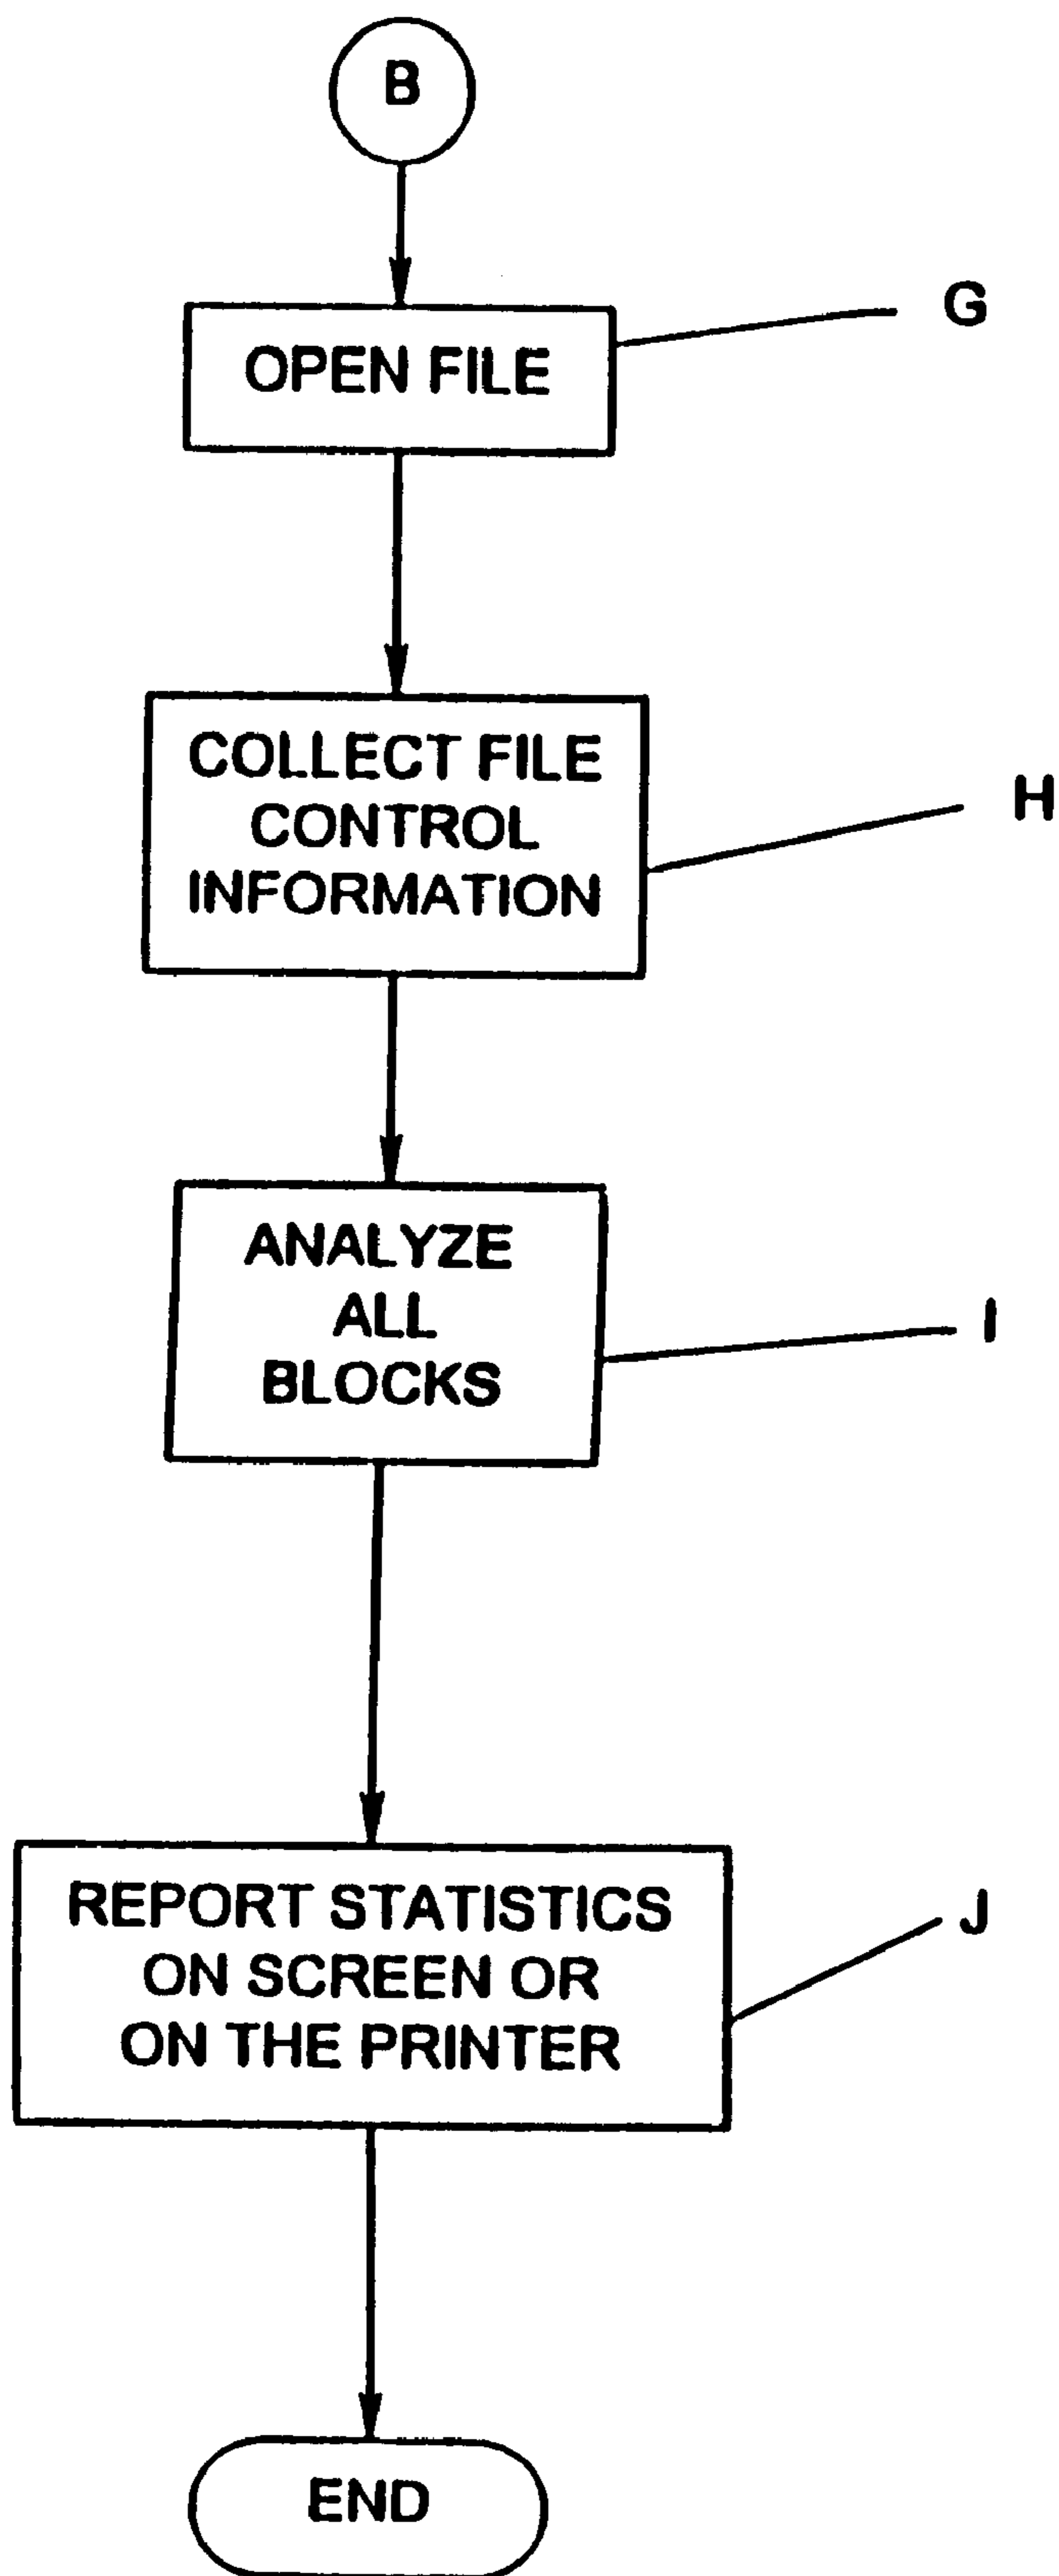 B
OPEN FILE
G
COLLECT FILE
CONTROL
INFORMATION
H
ANALYZE
ALL
BLOCKS
I
REPORT STATISTICS
ON SCREEN OR
ON THE PRINTER
J
END